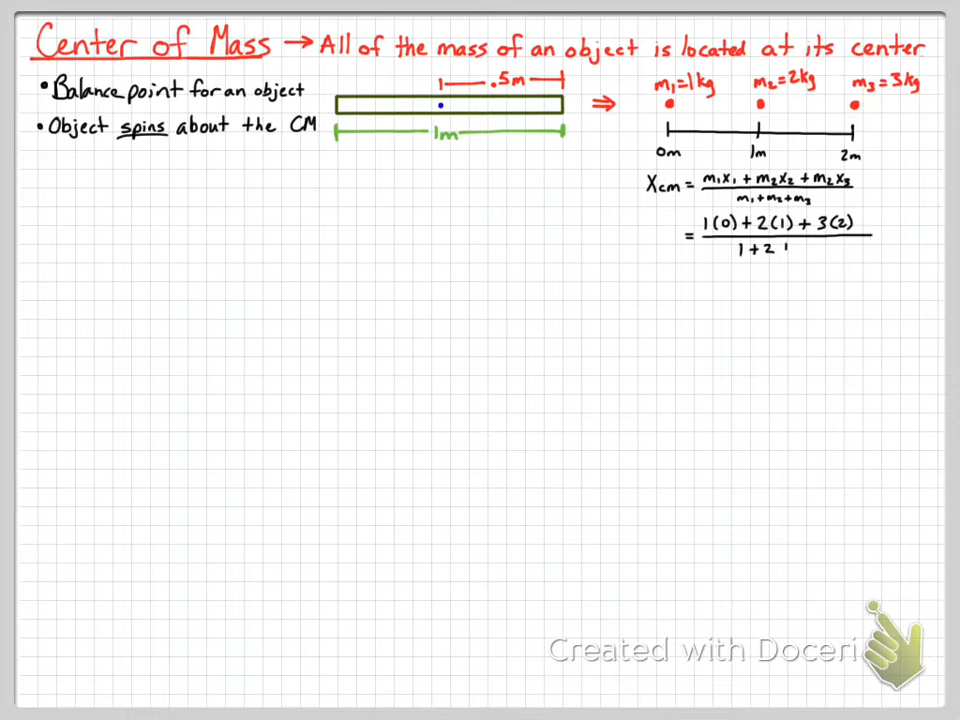 Center of Mass → All of the mass of an object is located at its center
• Balance point for an object
• Object spins about the CM
.5m
1m
⇒
m₁=1kg m₂=2kg m₃=3kg
0m 1m 2m
Xcm = m₁x₁ + m₂x₂ + m₂x₃
m₁+m₂+m₃
= 1(0) + 2(1) + 3(2)
1 + 2 '
Created with Doceri